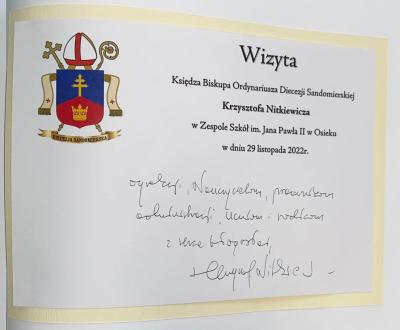 Wizyta
Księdza Biskupa Ordynariusza Diecezji Sandomierskiej
Krzysztofa Nitkiewicza
w Zespole Szkół im. Jana Pawła II w Osieku
w dniu 29 listopada 2022r.
DIECEZJA SANDOMIERSKA
Nauczycielom, pracownikom
administracji, uczniom i rodzicom
z serca błogosławię